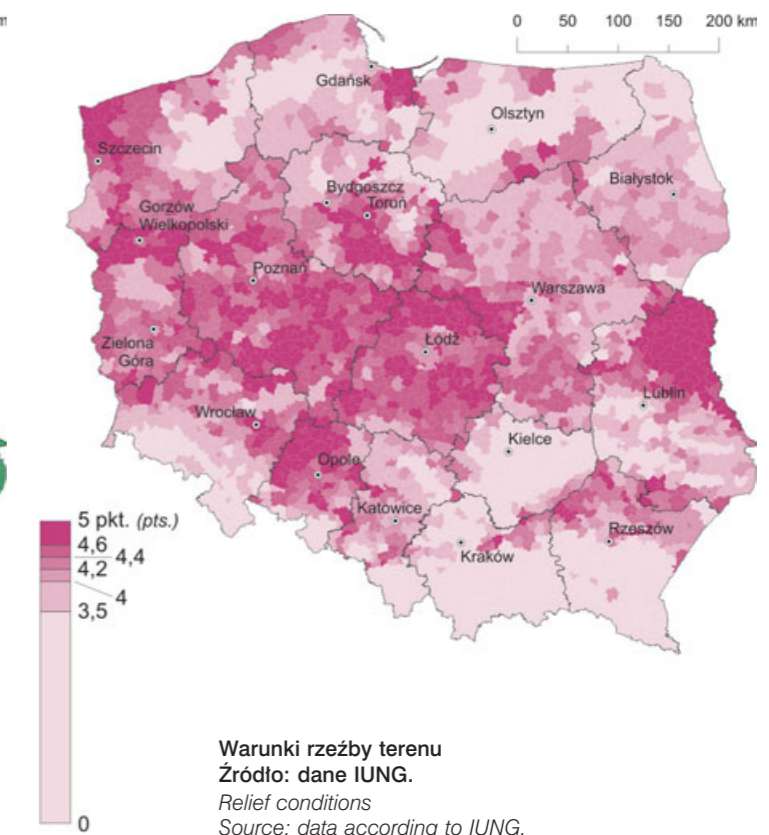 m
0 50 100 150 200 km
Gdańsk
Olsztyn
Szczecin
Białystok
Bydgoszcz
Toruń
Gorzów
Wielkopolski
Poznań
Warszawa
Zielona
Góra
Łódź
Lublin
Wrocław
Kielce
Opole
Katowice
Rzeszów
Kraków
5 pkt. (pts.)
4,6
4,4
4,2
4
3,5
0
Warunki rzeźby terenu
Źródło: dane IUNG.
Relief conditions
Source: data according to IUNG.